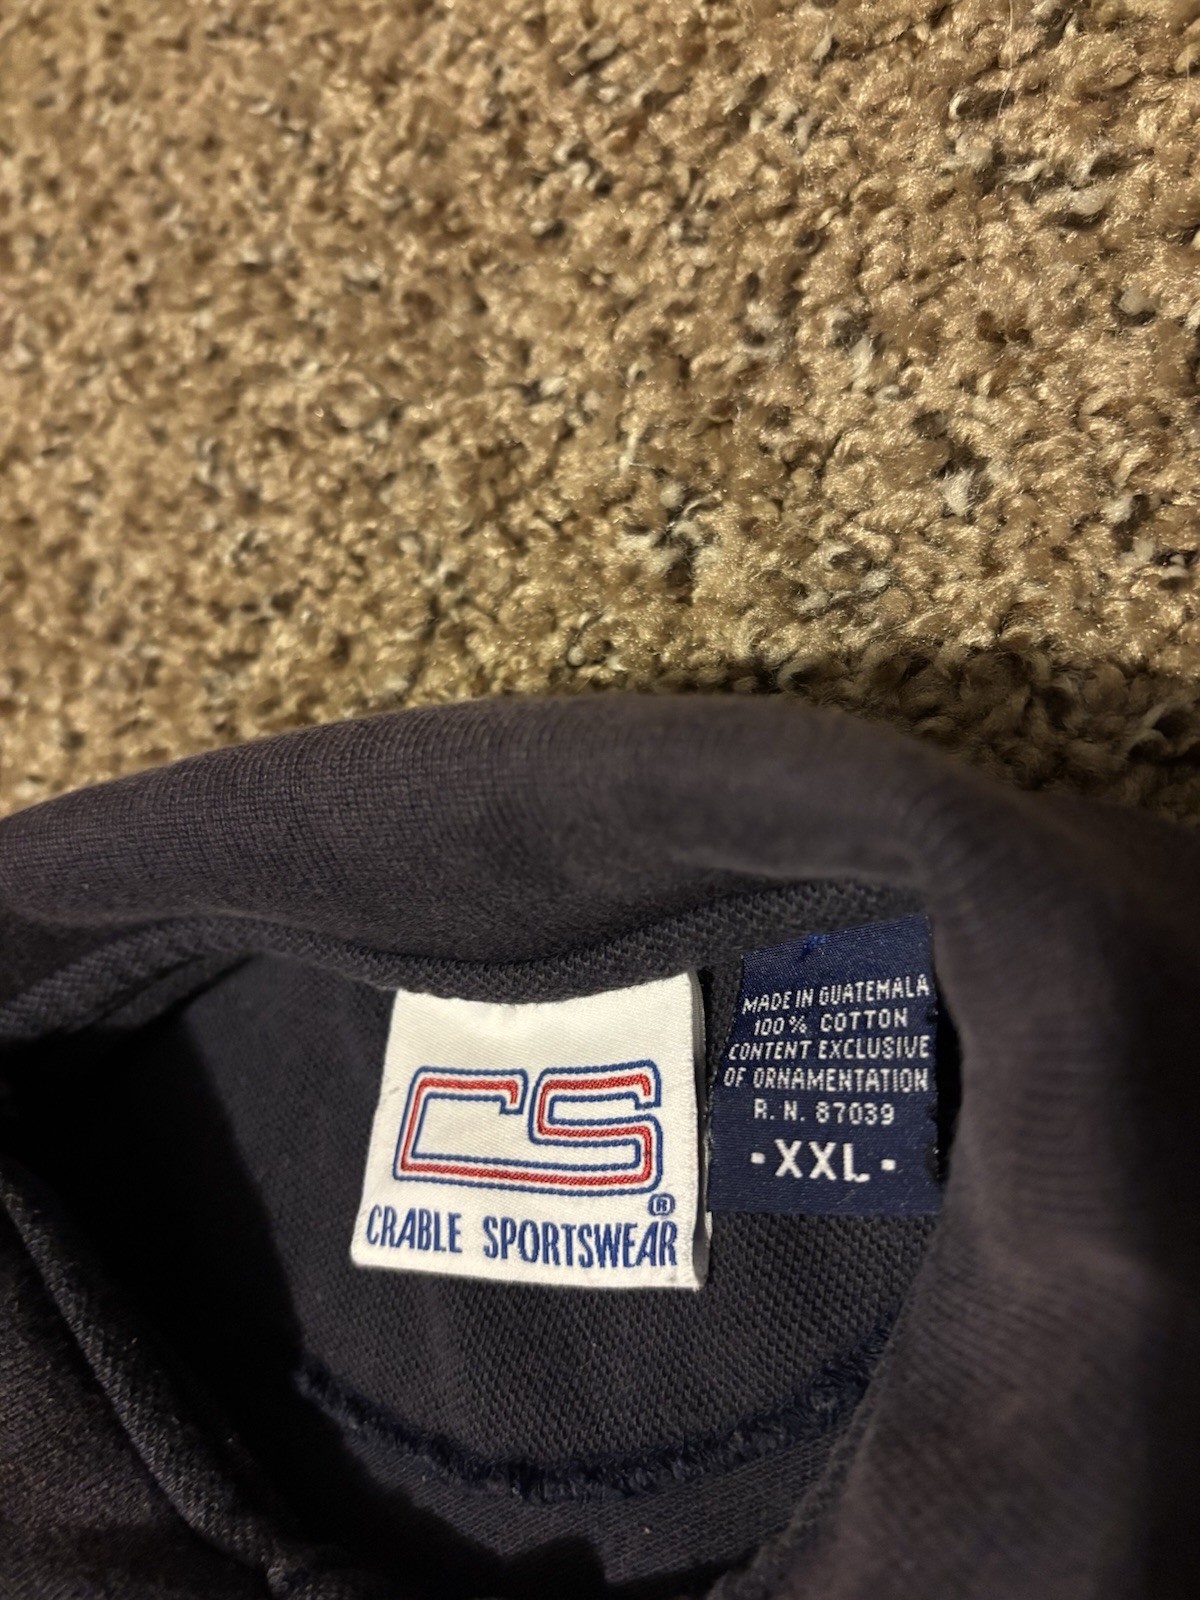 CS
®
CRABLE SPORTSWEAR
MADE IN GUATEMALA
100% COTTON
CONTENT EXCLUSIVE
OF ORNAMENTATION
R. N. 87039
-XXL-